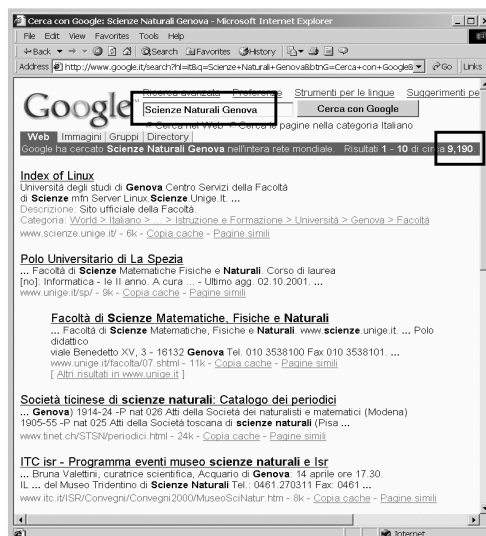 Cerca con Google: Scienze Naturali Genova - Microsoft Internet Explorer
File Edit View Favorites Tools Help
Back Search Favorites History
Address http://www.google.it/search?hl=it&q=Scienze+Naturali+Genova&btnG=Cerca+con+Google& Go Links
Google Ricerca avanzata Preferenze Strumenti per le lingue Suggerimenti pe
Scienze Naturali Genova Cerca con Google
Cerca nel Web Cerca le pagine nella categoria Italiano
Web Immagini Gruppi Directory
Google ha cercato Scienze Naturali Genova nell'intera rete mondiale. Risultati 1 - 10 di circa 9,190
Index of Linux
Università degli studi di Genova Centro Servizi della Facoltà
di Scienze mfn Server Linux.Scienze.Unige.It. ...
Descrizione: Sito ufficiale della Facoltà.
Categoria: World > Italiano > ... > Istruzione e Formazione > Università > Genova > Facoltà
www.scienze.unige.it/ - 6k - Copia cache - Pagine simili
Polo Universitario di La Spezia
... Facoltà di Scienze Matematiche Fisiche e Naturali. Corso di laurea
[no]: Informatica - Ie II anno. A cura ... - Ultimo agg. 02.10.2001. ...
www.unige.it/sp/ - 9k - Copia cache - Pagine simili
Facoltà di Scienze Matematiche, Fisiche e Naturali
... Facoltà di Scienze Matematiche, Fisiche e Naturali. www.scienze.unige.it. ... Polo
didattico
viale Benedetto XV, 3 - 16132 Genova Tel. 010 3538100 Fax 010 3538101. ...
www.unige.it/facolta/07.shtml - 11k - Copia cache - Pagine simili
[ Altri risultati in www.unige.it ]
Società ticinese di scienze naturali: Catalogo dei periodici
... Genova) 1914-24 -P nat 026 Atti della Società dei naturalisti e matematici (Modena)
1905-55 -P nat 025 Atti della Società toscana di scienze naturali (Pisa ...
www.tinet.ch/STSN/periodici.html - 24k - Copia cache - Pagine simili
ITC isr - Programma eventi museo scienze naturali e Isr
... Bruna Valettini, curatrice scientifica, Acquario di Genova: 14 aprile ore 17.30.
IL ... del Museo Tridentino di Scienze Naturali Tel.: 0461.270311 Fax: 0461 ...
www.itc.it/ISR/Convegni/Convegni2000/MuseoSciNatur.htm - 8k - Copia cache - Pagine simili
Internet